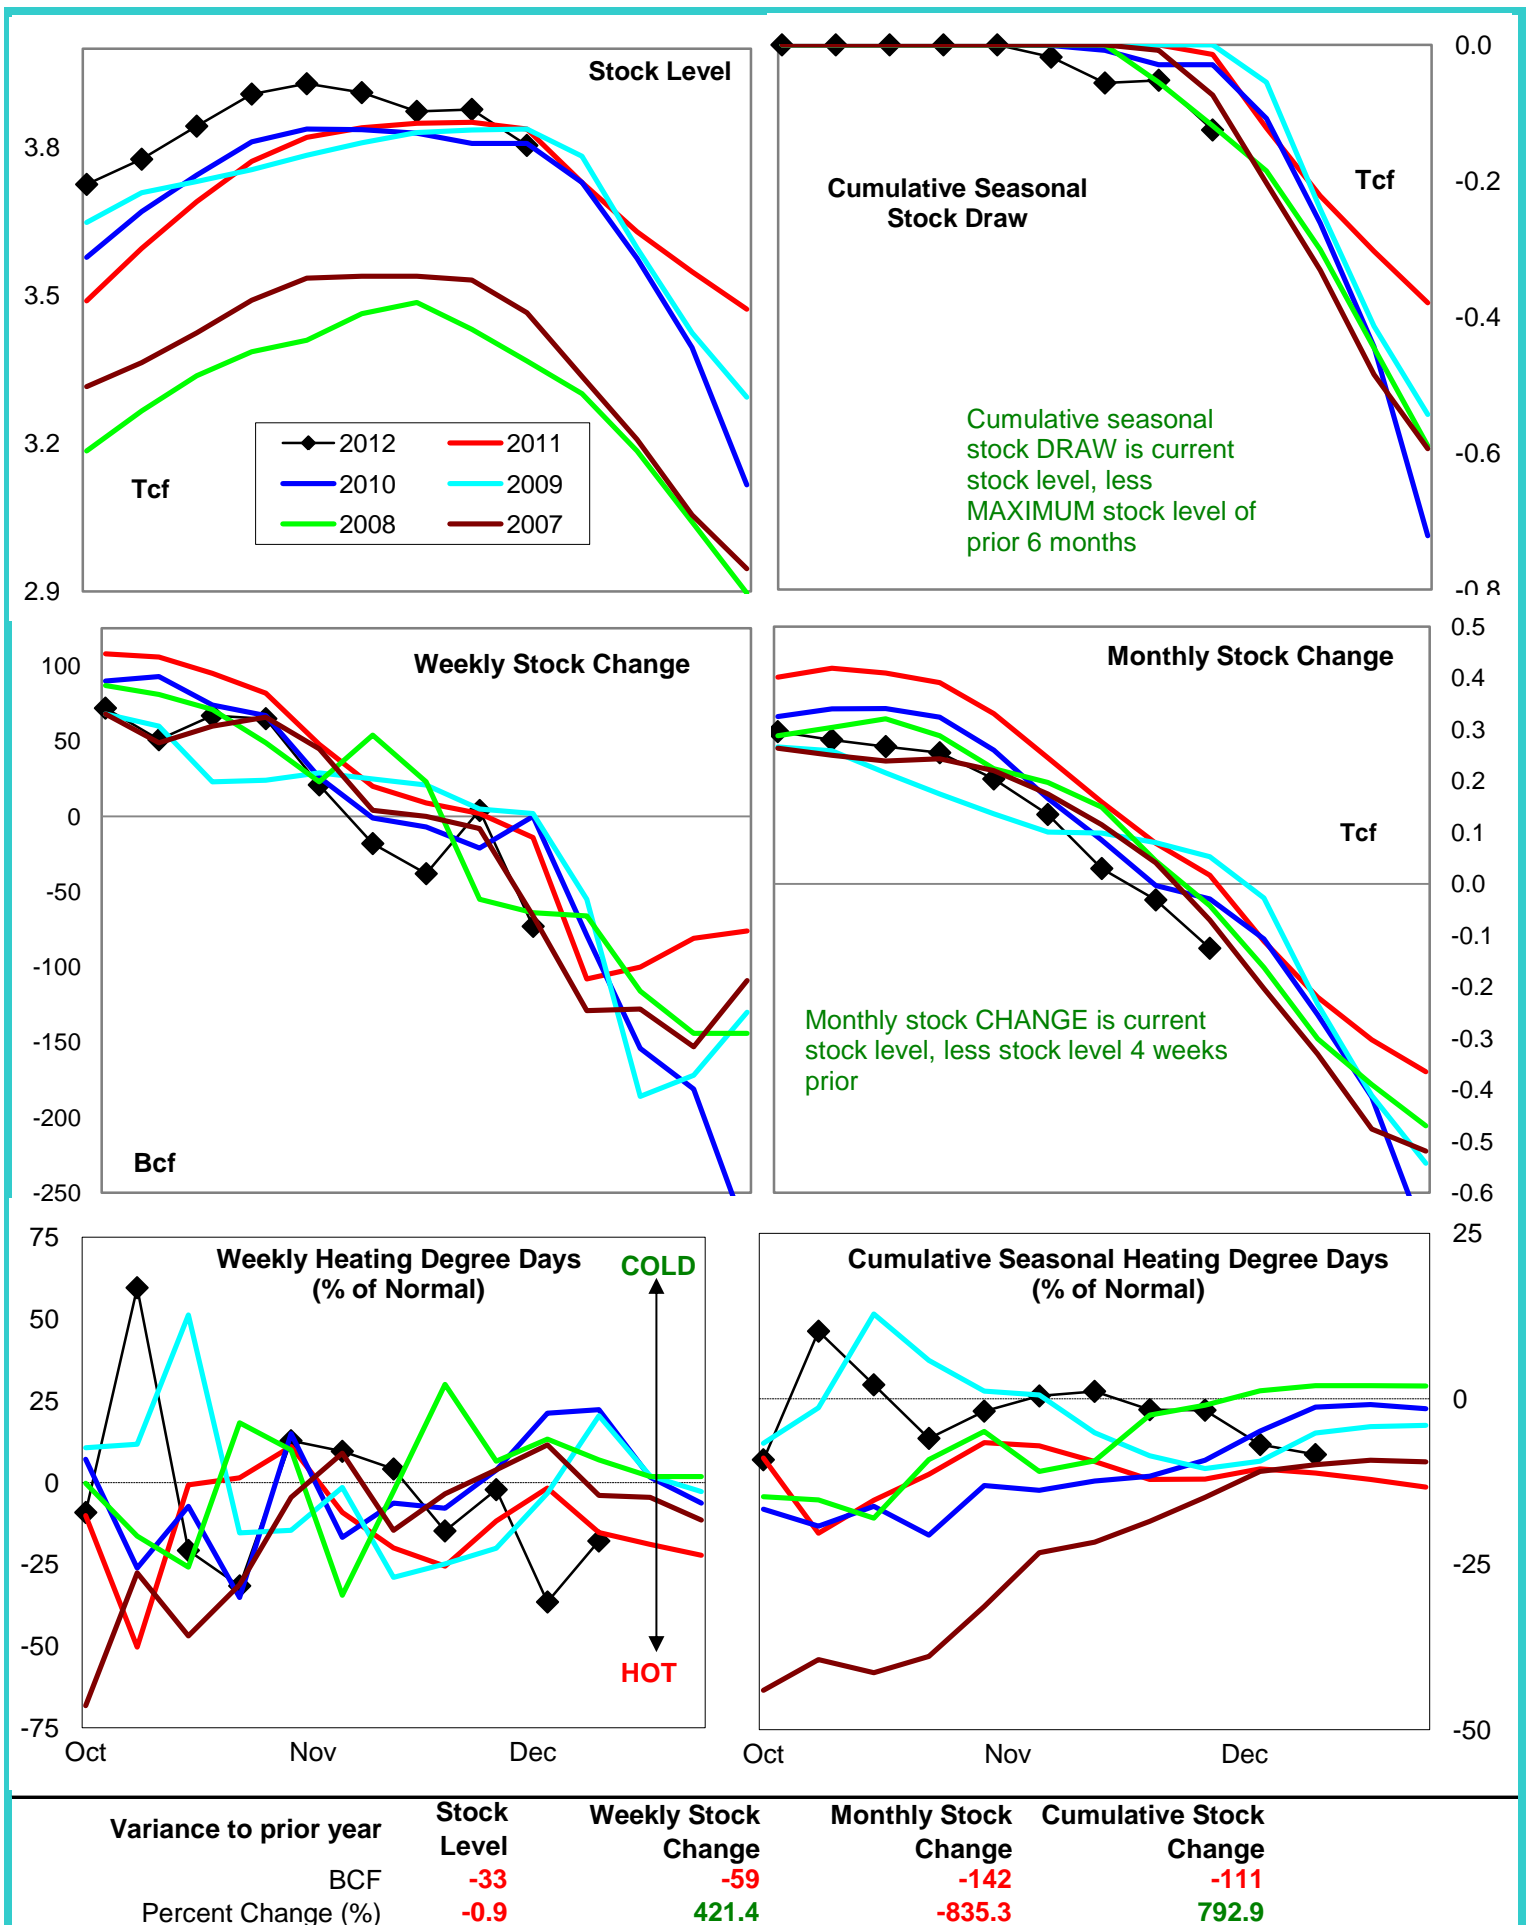 Stock Level
3.8
3.5
3.2
2.9
Tcf
2012
2011
2010
2009
2008
2007
Cumulative Seasonal
Stock Draw
Tcf
0.0
-0.2
-0.4
-0.6
-0.8
Cumulative seasonal
stock DRAW is current
stock level, less
MAXIMUM stock level of
prior 6 months
Weekly Stock Change
100
50
0
-50
-100
-150
-200
-250
Bcf
Monthly Stock Change
0.5
0.4
0.3
0.2
0.1
0.0
-0.1
-0.2
-0.3
-0.4
-0.5
-0.6
Tcf
Monthly stock CHANGE is current
stock level, less stock level 4 weeks
prior
Weekly Heating Degree Days
(% of Normal)
COLD
HOT
75
50
25
0
-25
-50
-75
Oct
Nov
Dec
Cumulative Seasonal Heating Degree Days
(% of Normal)
25
0
-25
-50
Oct
Nov
Dec
Variance to prior year Stock Level Weekly Stock Change Monthly Stock Change Cumulative Stock Change
BCF -33 -59 -142 -111
Percent Change (%) -0.9 421.4 -835.3 792.9